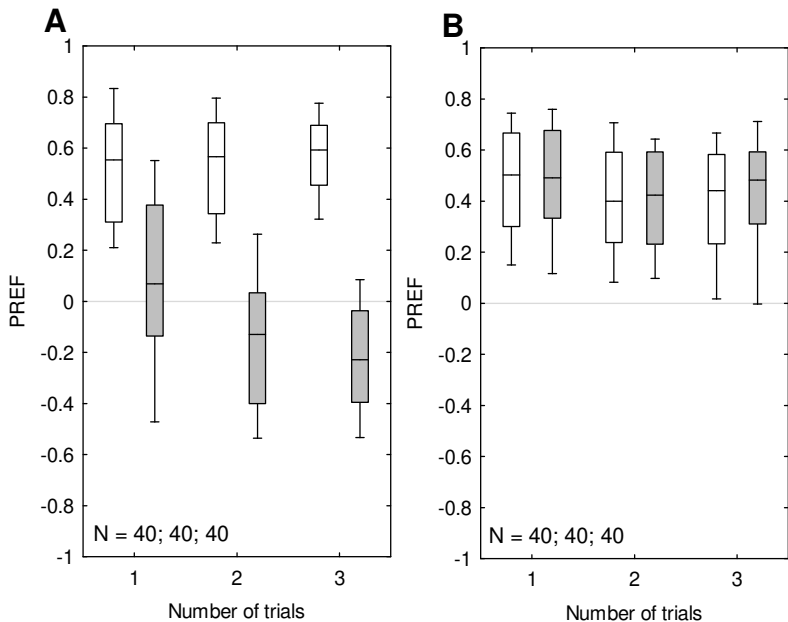 A
1
0.8
0.6
0.4
0.2
0
-0.2
-0.4
-0.6
-0.8
-1
PREF
N = 40; 40; 40
1 2 3
Number of trials
B
1
0.8
0.6
0.4
0.2
0
-0.2
-0.4
-0.6
-0.8
-1
PREF
N = 40; 40; 40
1 2 3
Number of trials